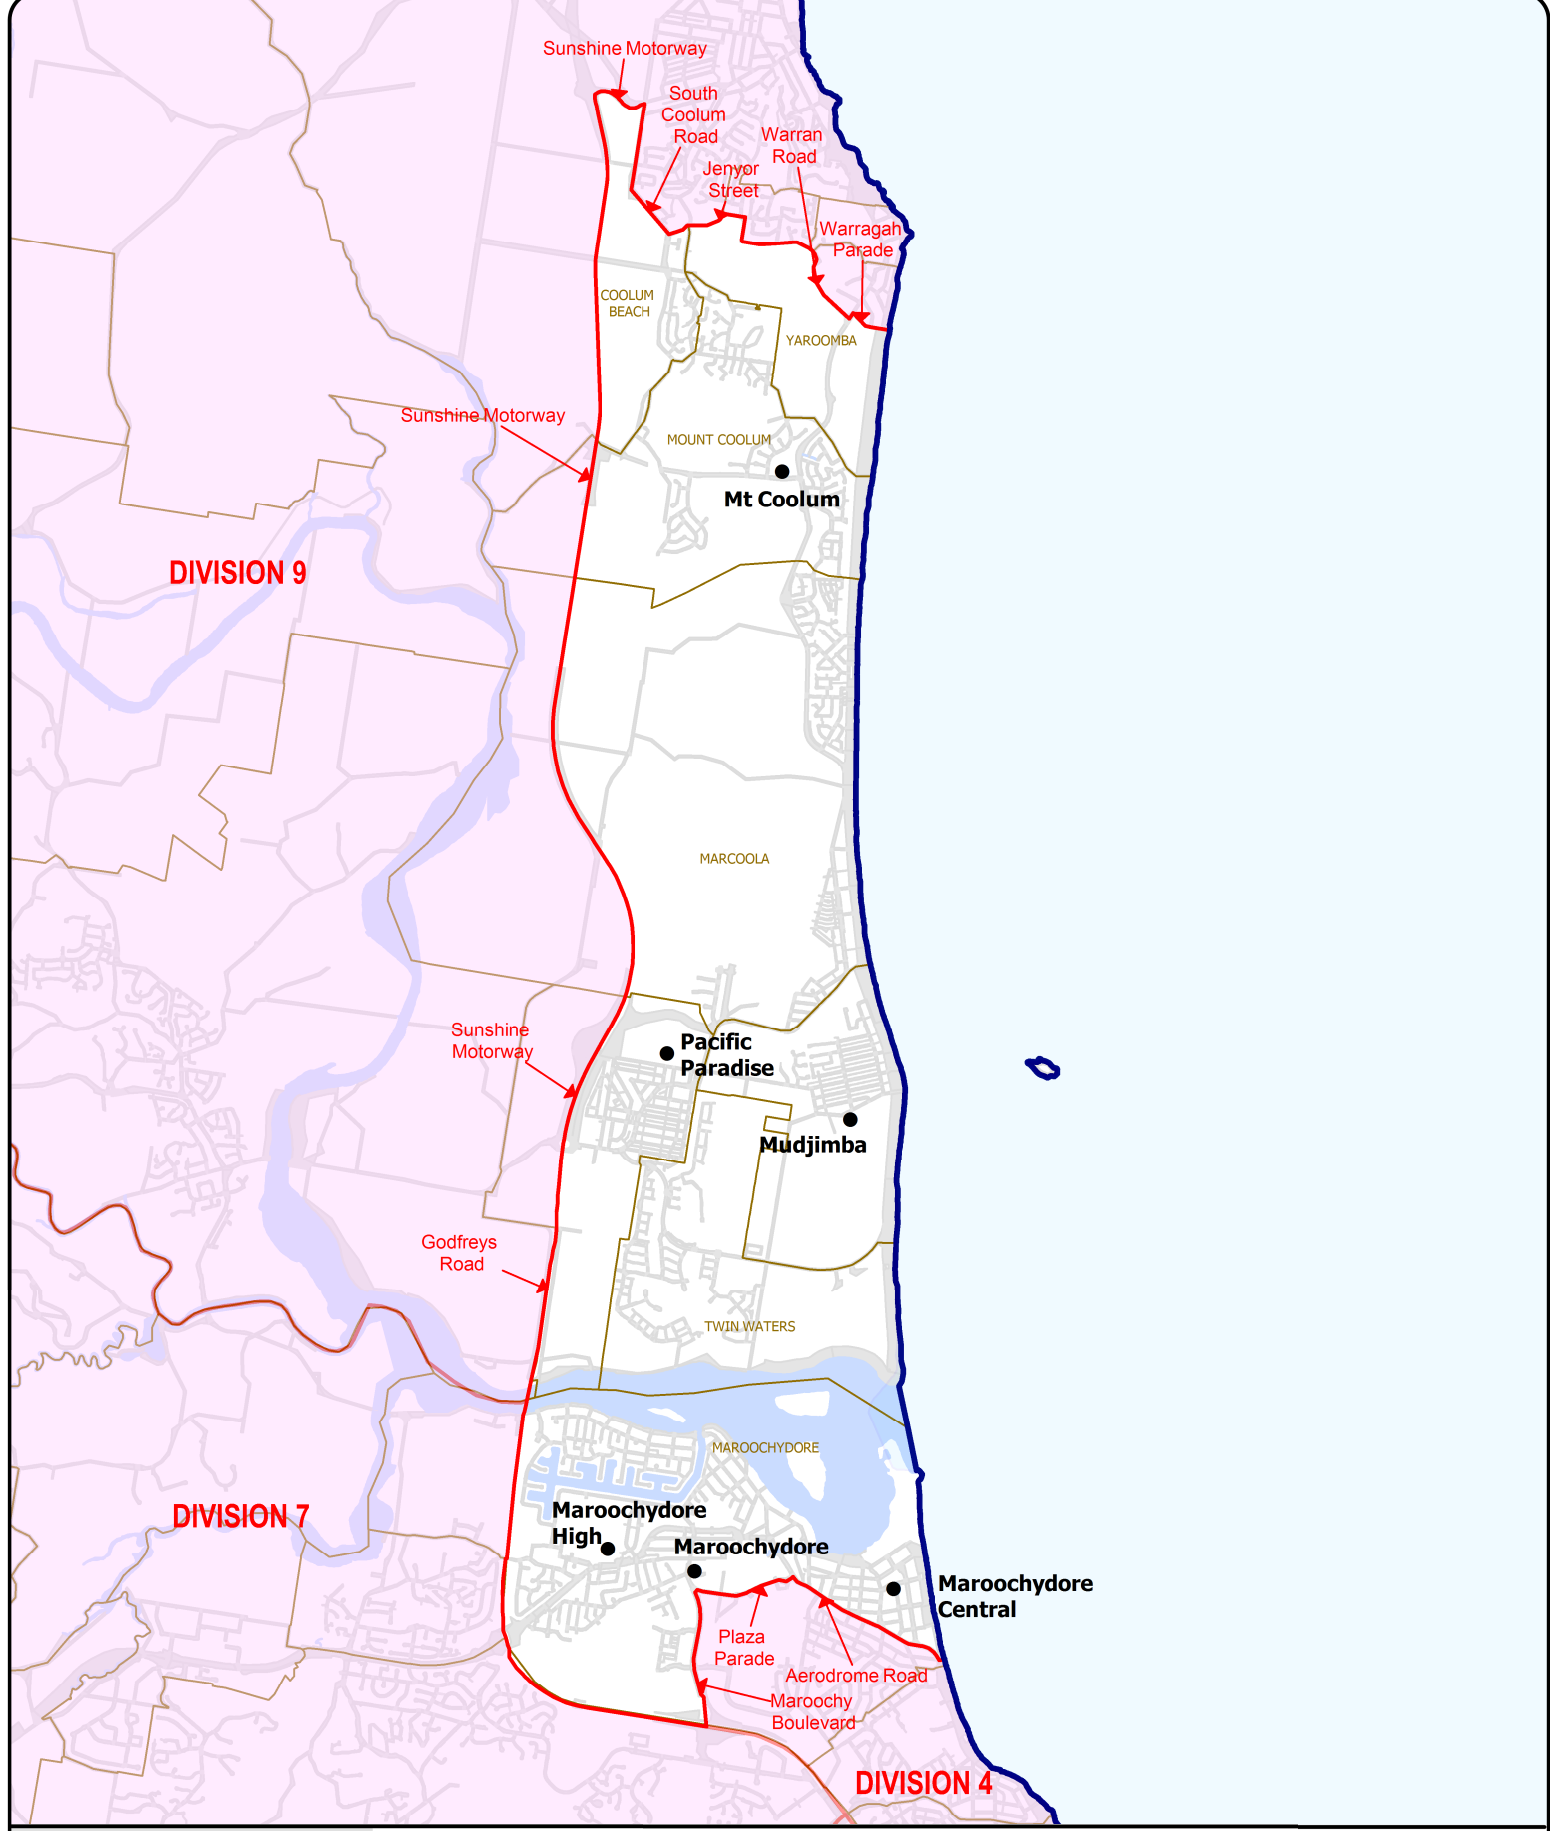 Sunshine Motorway
South
Coolum
Road
Warran
Road
Jenyor
Street
Warragah
Parade
COOLUM
BEACH
YAROOMBA
Sunshine Motorway
MOUNT COOLUM
Mt Coolum
DIVISION 9
MARCOOLA
Sunshine
Motorway
Pacific
Paradise
Mudjimba
Godfreys
Road
TWIN WATERS
MAROOCHYDORE
DIVISION 7
Maroochydore
High
Maroochydore
Maroochydore
Central
Plaza
Parade
Aerodrome Road
Maroochy
Boulevard
DIVISION 4